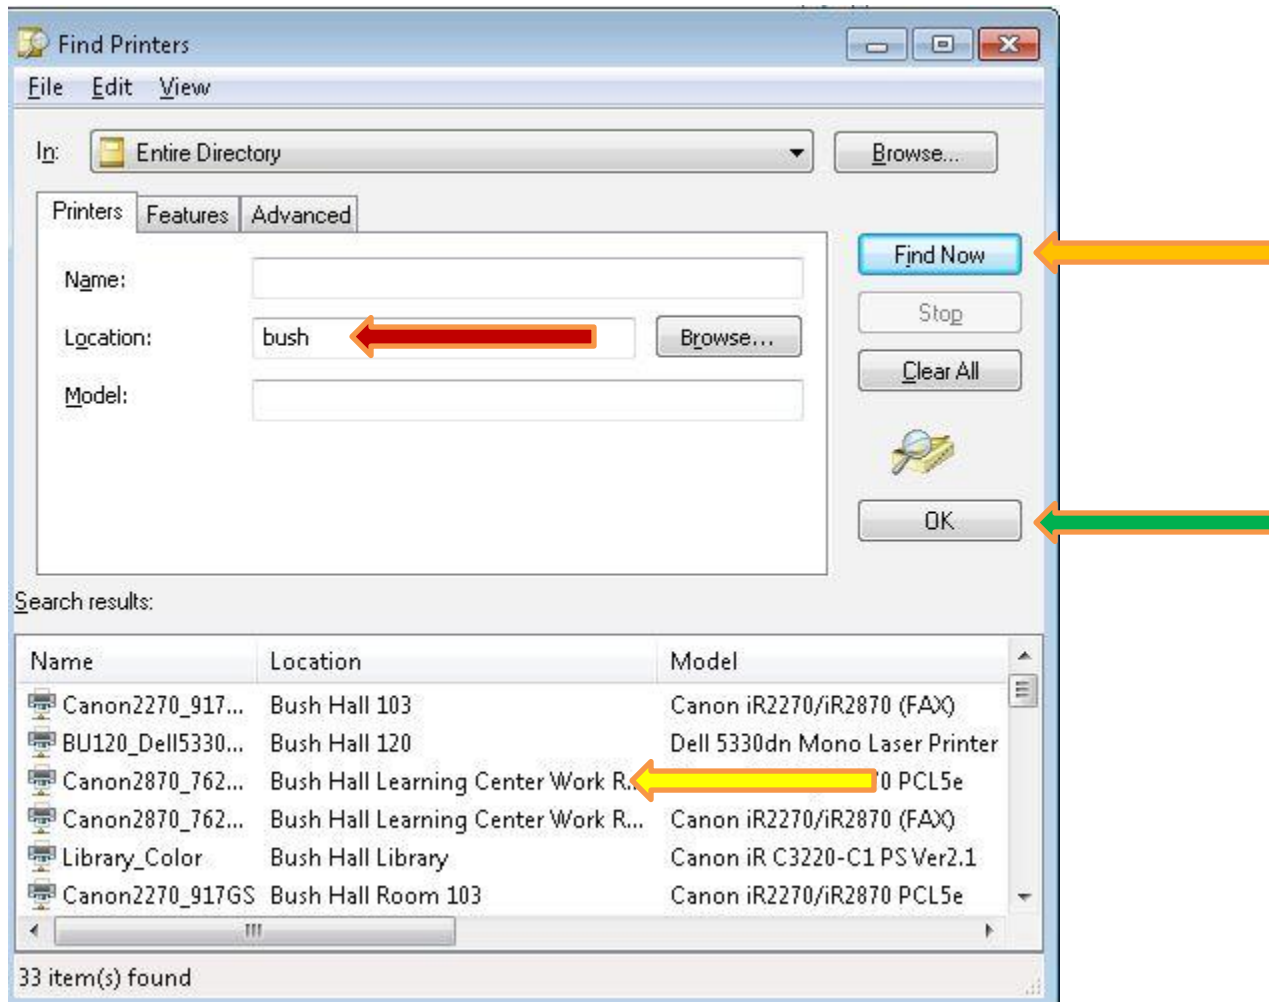 Find Printers
File Edit View
In: Entire Directory Browse...
Printers Features Advanced
Find Now
Name:
Stop
Location: bush Browse...
Clear All
Model:
OK
Search results:
Name Location Model
Canon2270_917... Bush Hall 103 Canon iR2270/iR2870 (FAX)
BU120_Dell5330... Bush Hall 120 Dell 5330dn Mono Laser Printer
Canon2870_762... Bush Hall Learning Center Work R... 70 PCL5e
Canon2870_762... Bush Hall Learning Center Work R... Canon iR2270/iR2870 (FAX)
Library_Color Bush Hall Library Canon iR C3220-C1 PS Ver2.1
Canon2270_917GS Bush Hall Room 103 Canon iR2270/iR2870 PCL5e
33 item(s) found